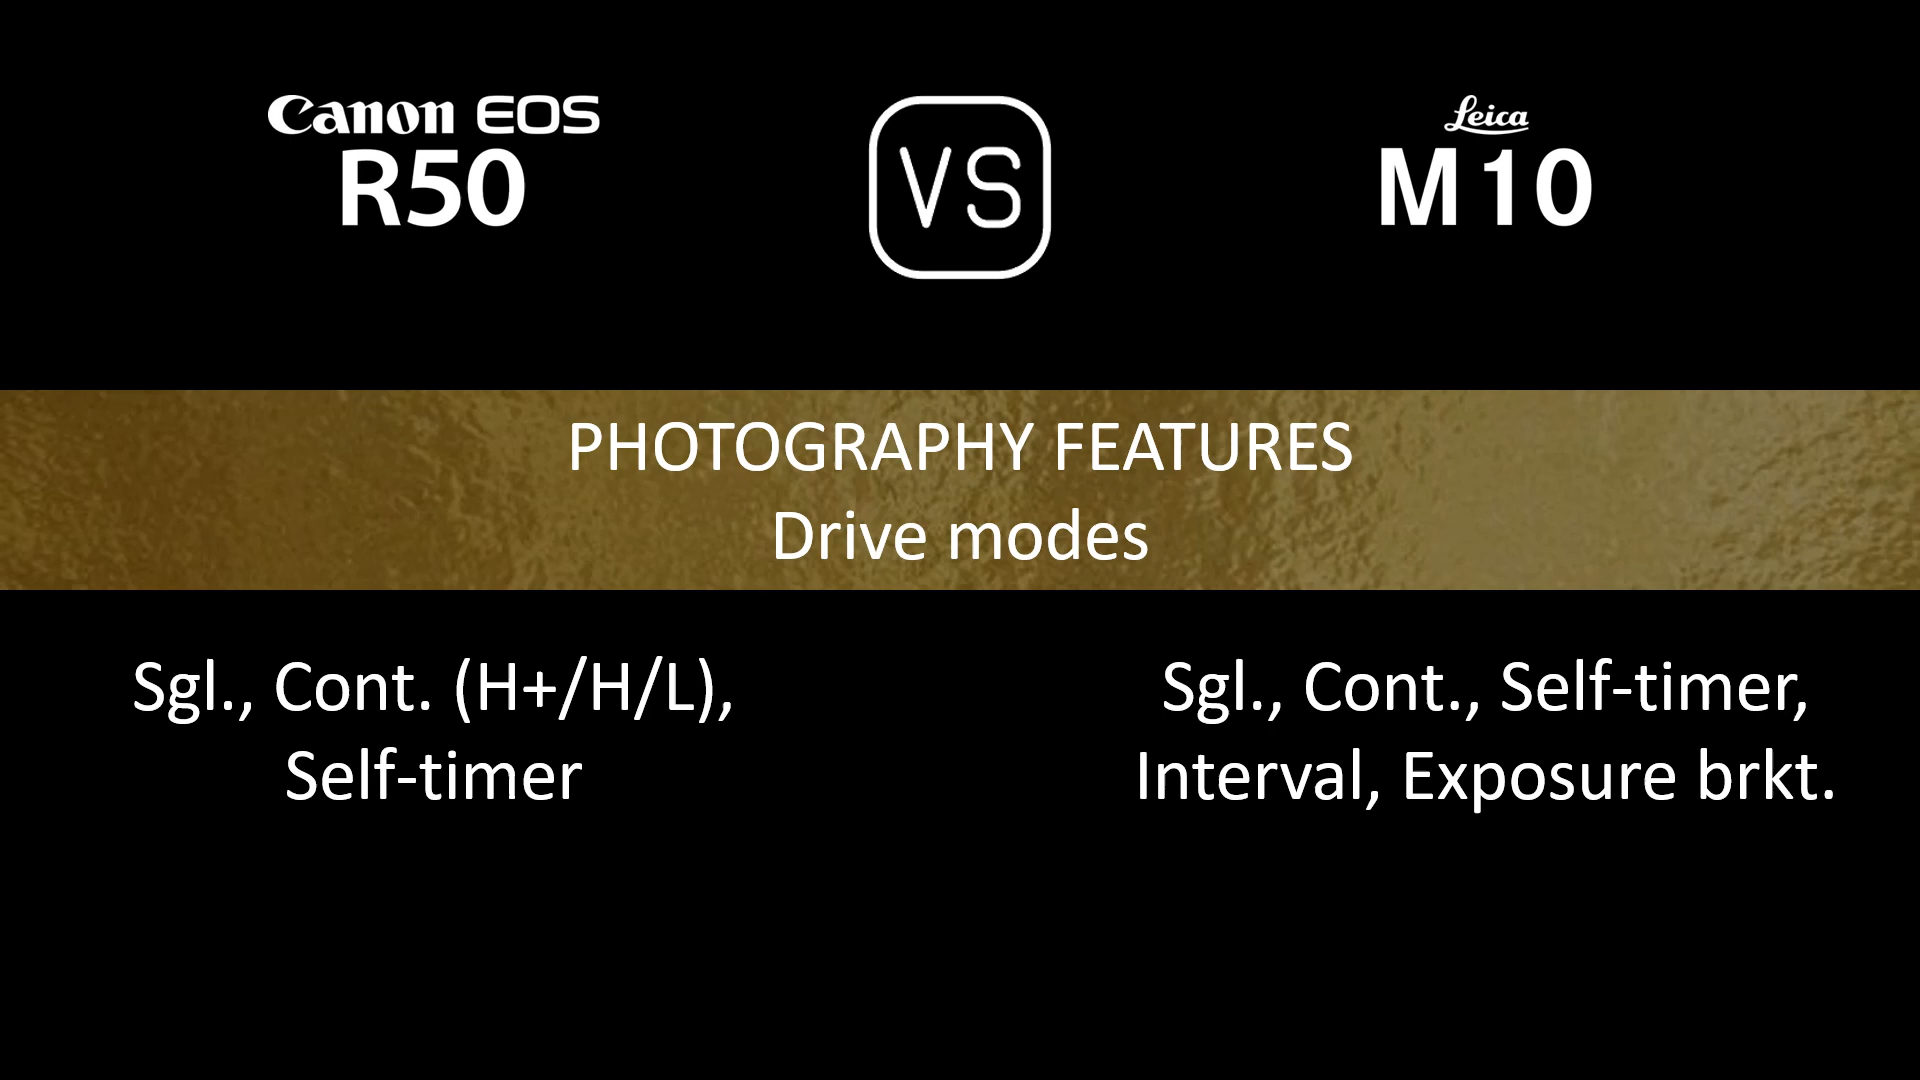 Canon EOS
R50
VS
Leica
M10
PHOTOGRAPHY FEATURES
Drive modes
Sgl., Cont. (H+/H/L),
Self-timer
Sgl., Cont., Self-timer,
Interval, Exposure brkt.